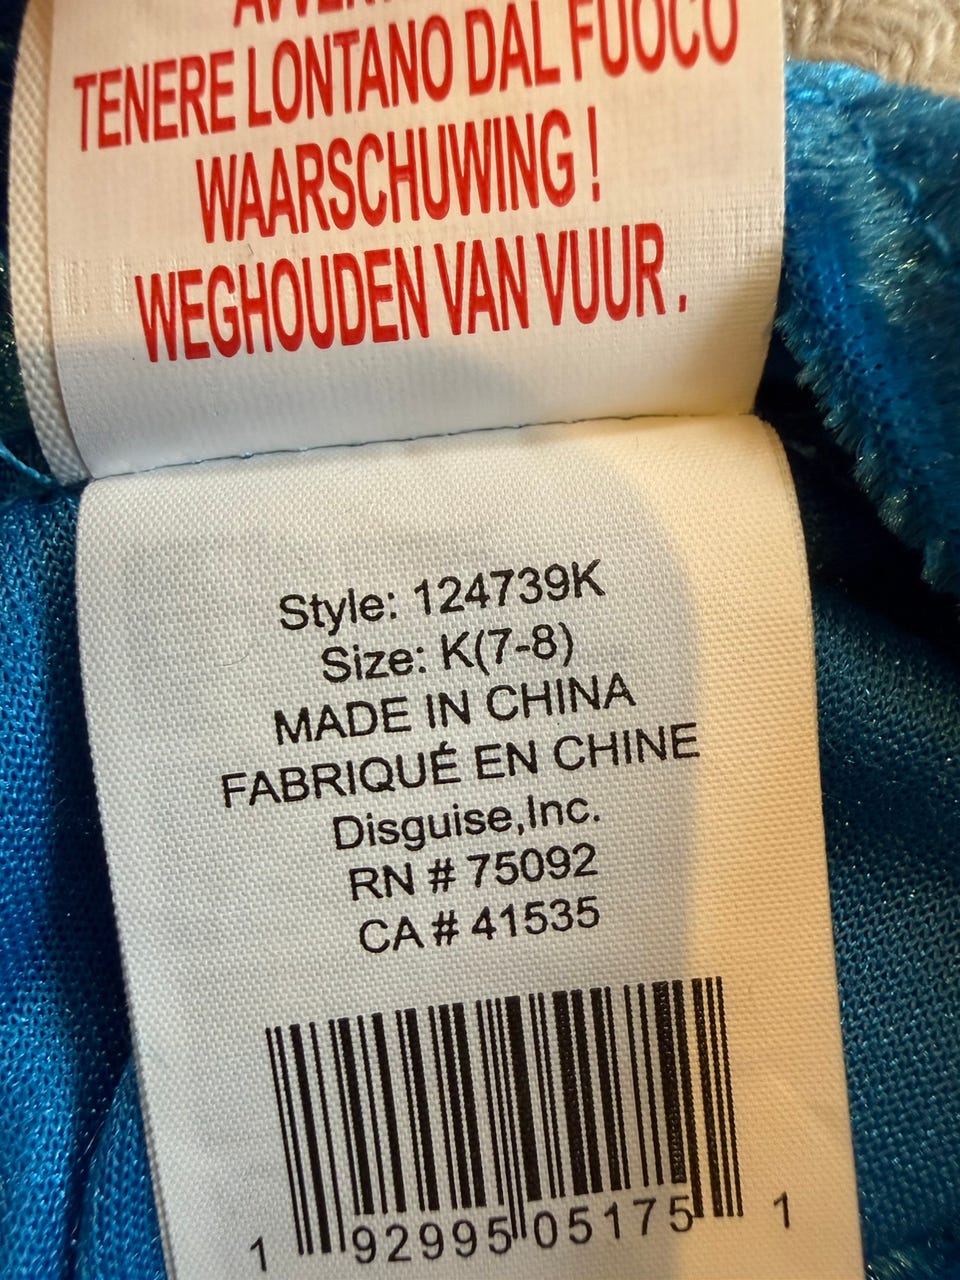 TENERE LONTANO DAL FUOCO
WAARSCHUWING !
WEGHOUDEN VAN VUUR .
Style: 124739K
Size: K(7-8)
MADE IN CHINA
FABRIQUÉ EN CHINE
Disguise,Inc.
RN # 75092
CA # 41535
1 92995 05175 1